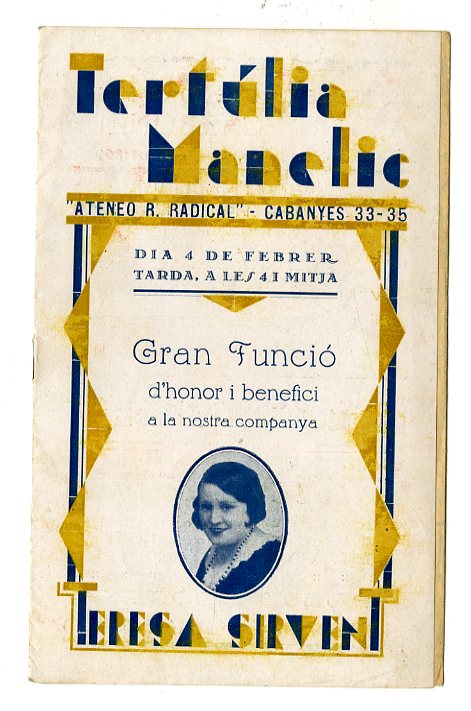 Tertúlia
Manelic
"ATENEO R. RADICAL" - CABANYES 33-35
DIA 4 DE FEBRER
TARDA, A LES 4 I MITJA
Gran Funció
d'honor i benefici
a la nostra companya
TERESA SIRVENT